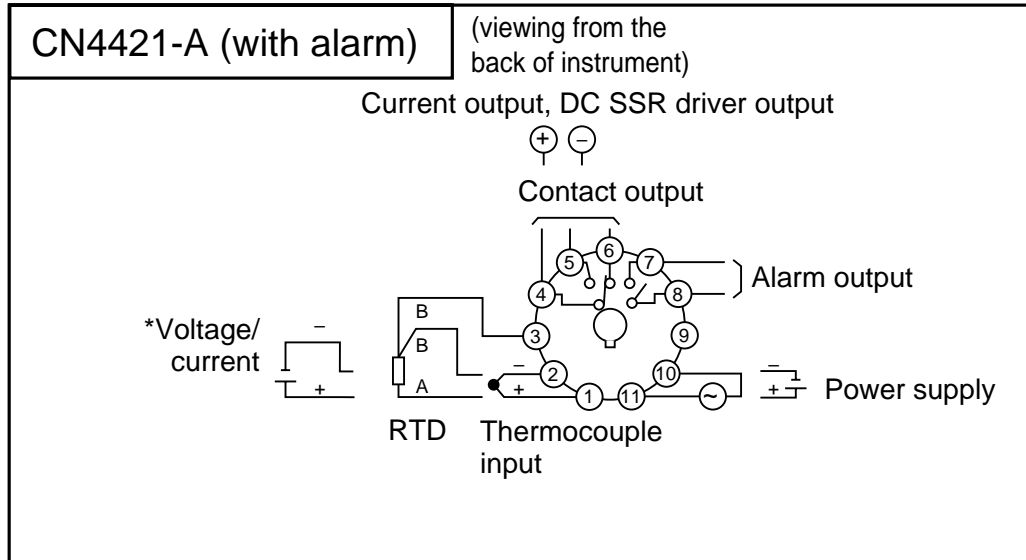 CN4421-A (with alarm)
(viewing from the
back of instrument)
Current output, DC SSR driver output
+ −
Contact output
6
5 7
Alarm output
4 8
B
*Voltage/
current
−
B
3 9
2 10
−
−
+
A
+
1 11 ~
+
Power supply
RTD
Thermocouple
input